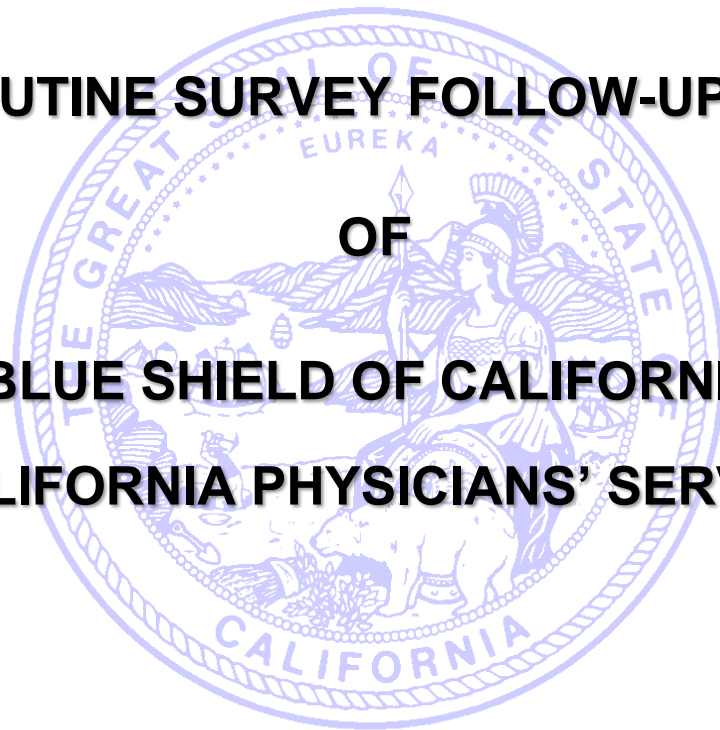 UTINE SURVEY FOLLOW-UP
OF
BLUE SHIELD OF CALIFORNI
LIFORNIA PHYSICIANS’ SER
THE GREAT SEAL OF THE STATE OF
EUREKA
CALIFORNIA